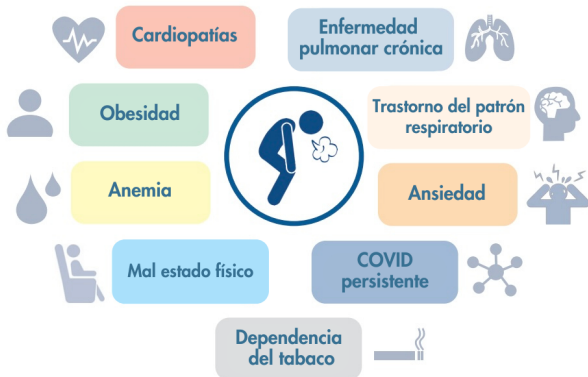 Cardiopatías
Enfermedad
pulmonar crónica
Obesidad
Trastorno del patrón
respiratorio
Anemia
Ansiedad
Mal estado físico
COVID
persistente
Dependencia
del tabaco